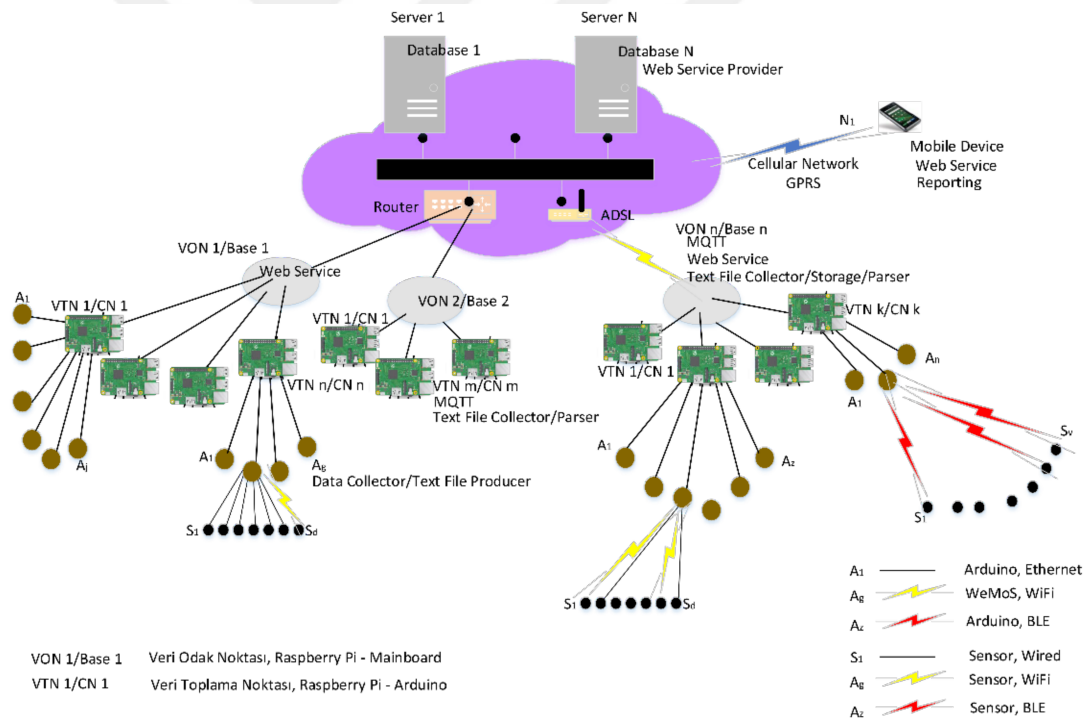 Server 1
Server N
Database 1
Database N
Web Service Provider
N1
Mobile Device
Web Service
Reporting
Cellular Network
GPRS
Router
ADSL
VON 1/Base 1
Web Service
VON 2/Base 2
VON n/Base n
MQTT
Web Service
Text File Collector/Storage/Parser
A1
VTN 1/CN 1
Aj
VTN n/CN n
A1
Ag
Data Collector/Text File Producer
S1
Sd
VTN 1/CN 1
VTN m/CN m
MQTT
Text File Collector/Parser
VTN 1/CN 1
VTN k/CN k
A1
Az
S1
Sd
A1
An
Sv
S1
A1 Arduino, Ethernet
Ag WeMoS, WiFi
Az Arduino, BLE
S1 Sensor, Wired
Ag Sensor, WiFi
Az Sensor, BLE
VON 1/Base 1 Veri Odak Noktası, Raspberry Pi - Mainboard
VTN 1/CN 1 Veri Toplama Noktası, Raspberry Pi - Arduino